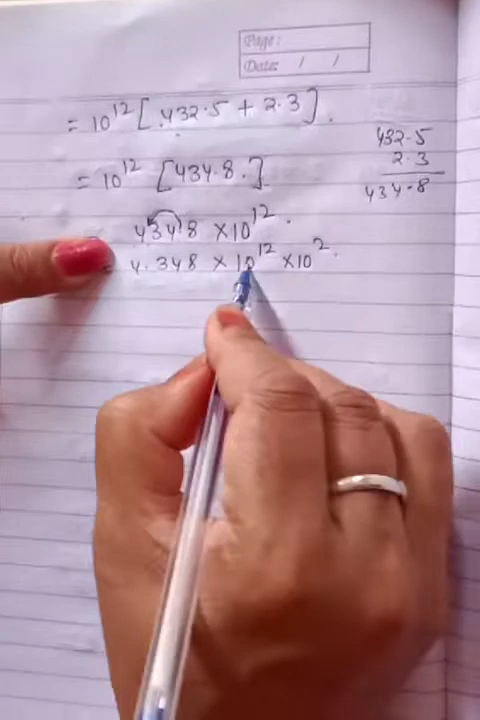 Page:
Date: / /
= 10¹² [432.5 + 2.3].
432.5
2.3
434.8
= 10¹² [434.8.]
434.8 ×10¹².
= 4.348 × 10¹² ×10².